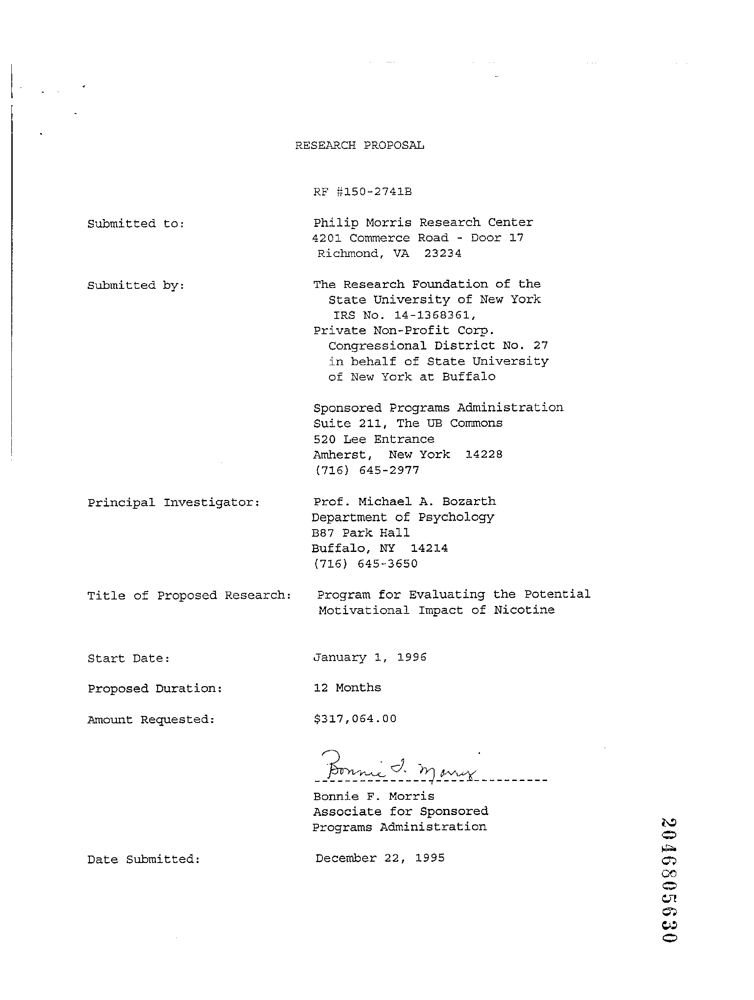 RESEARCH PROPOSAL
RF #150-2741B
Submitted to: Philip Morris Research Center
4201 Commerce Road - Door 17
Richmond, VA 23234
Submitted by: The Research Foundation of the
State University of New York
IRS No. 14-1368361,
Private Non-Profit Corp.
Congressional District No. 27
in behalf of State University
of New York at Buffalo
Sponsored Programs Administration
Suite 211, The UB Commons
520 Lee Entrance
Amherst, New York 14228
(716) 645-2977
Principal Investigator: Prof. Michael A. Bozarth
Department of Psychology
B87 Park Hall
Buffalo, NY 14214
(716) 645-3650
Title of Proposed Research: Program for Evaluating the Potential
Motivational Impact of Nicotine
Start Date: January 1, 1996
Proposed Duration: 12 Months
Amount Requested: $317,064.00
Bonnie F. Morris
Bonnie F. Morris
Associate for Sponsored
Programs Administration
Date Submitted: December 22, 1995
2046805630